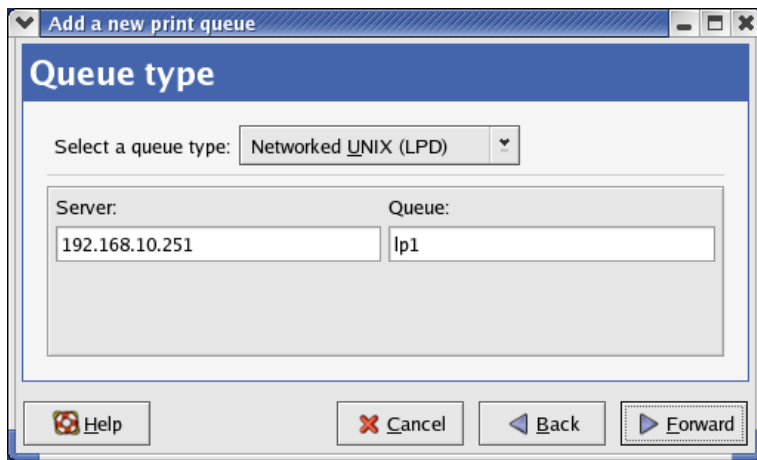 Add a new print queue
Queue type
Select a queue type: Networked UNIX (LPD)
Server: Queue:
192.168.10.251 lp1
Help Cancel Back Forward